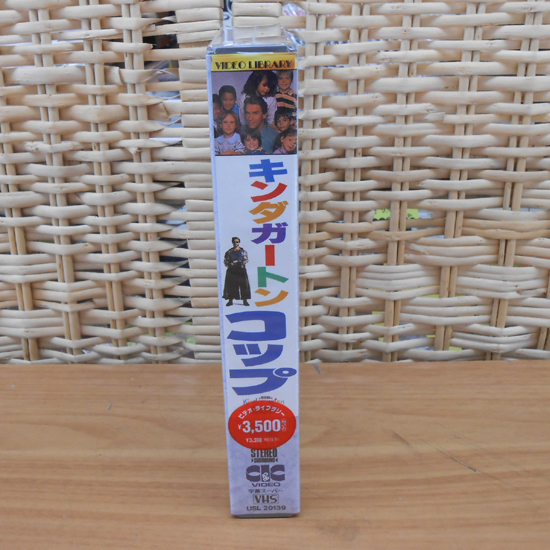 VIDEO LIBRARY
キンダガートン
コップ
ビデオ・ライブラリー
¥3,500
STEREO
SURROUND
CIC
VIDEO
字幕スーパー
VHS
USL 20139